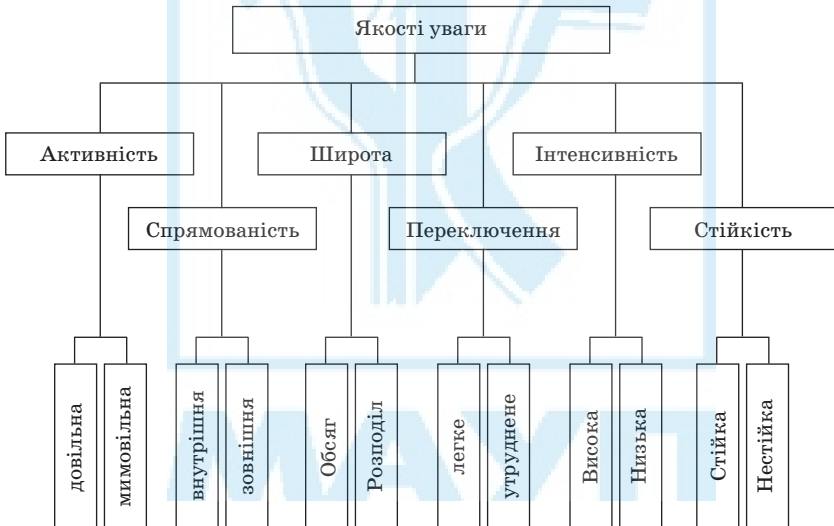 Якості уваги
Активність
Широта
Інтенсивність
Спрямованість
Переключення
Стійкість
довільна
мимовільна
внутрішня
зовнішня
Обсяг
Розподіл
легке
утруднене
Висока
Низька
Стійка
Нестійка
МАУП